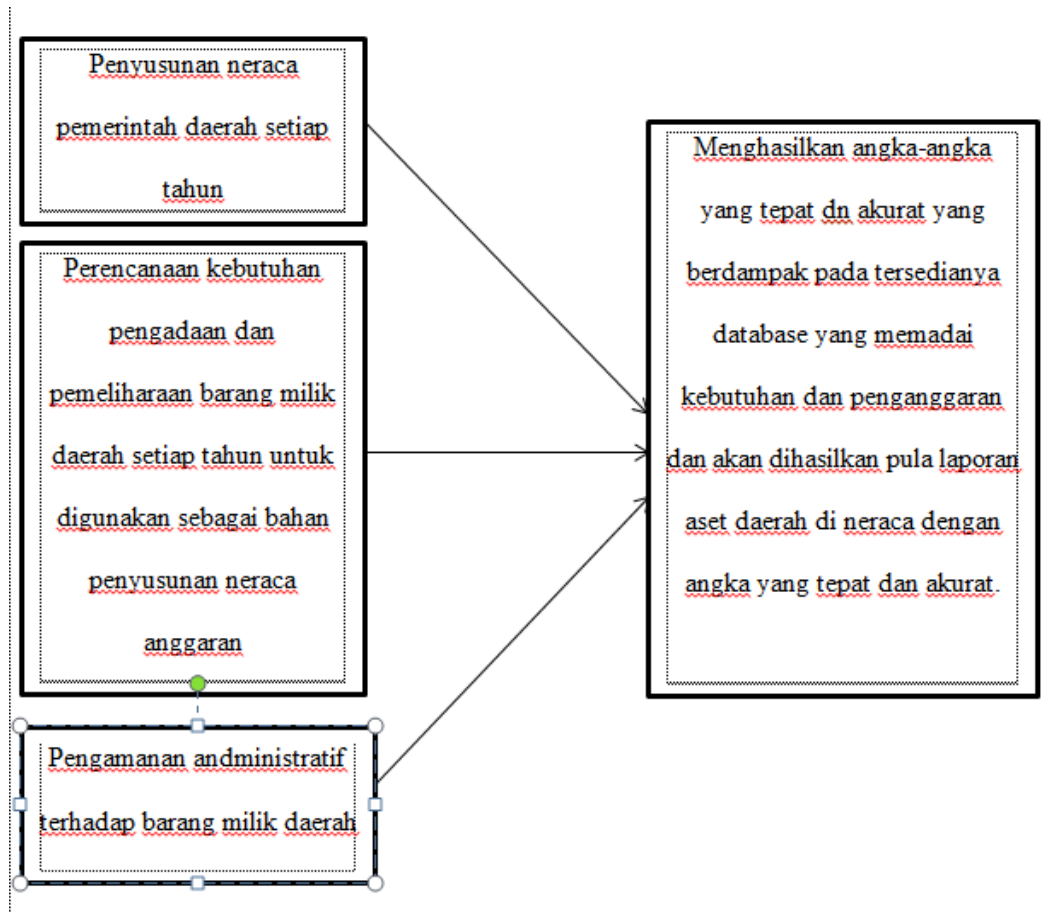 Penyusunan neraca
pemerintah daerah setiap
tahun
Perencanaan kebutuhan
pengadaan dan
pemeliharaan barang milik
daerah setiap tahun untuk
digunakan sebagai bahan
penyusunan neraca
anggaran
Pengamanan andministratif
terhadap barang milik daerah
Menghasilkan angka-angka
yang tepat dn akurat yang
berdampak pada tersedianya
database yang memadai
kebutuhan dan penganggaran
dan akan dihasilkan pula laporan
aset daerah di neraca dengan
angka yang tepat dan akurat.